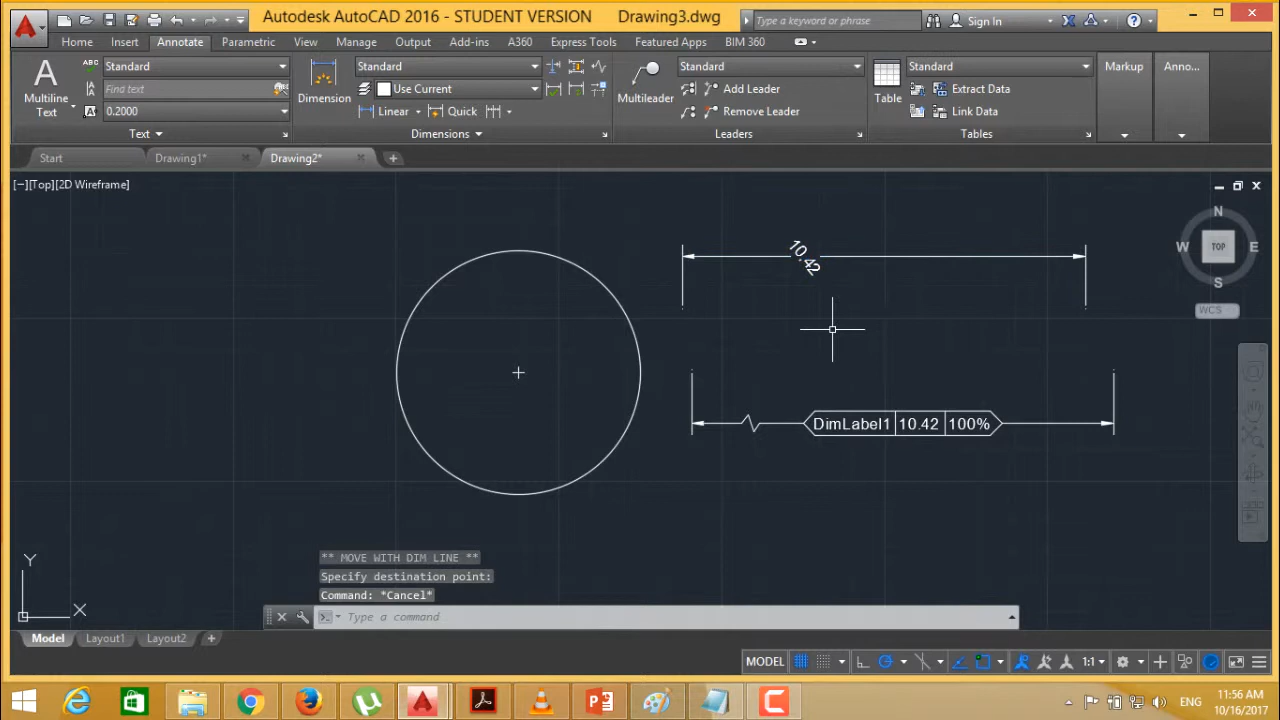 Autodesk AutoCAD 2016 - STUDENT VERSION Drawing3.dwg Type a keyword or phrase Sign In
Home Insert Annotate Parametric View Manage Output Add-ins A360 Express Tools Featured Apps BIM 360
A Multiline Text
ABC Standard
Find text
A 0.2000
Text
Dimension
Standard
Use Current
Linear Quick
Dimensions
Multileader
Standard
Add Leader
Remove Leader
Leaders
Table
Standard
Extract Data
Link Data
Tables
Markup
Anno...
Start Drawing1* Drawing2*
[−][Top][2D Wireframe]
N
W TOP E
S
WCS
10.42
DimLabel1 10.42 100%
** MOVE WITH DIM LINE **
Specify destination point:
Command: *Cancel*
Type a command
Y
X
Model Layout1 Layout2 +
MODEL 1:1
ENG 11:56 AM
10/16/2017